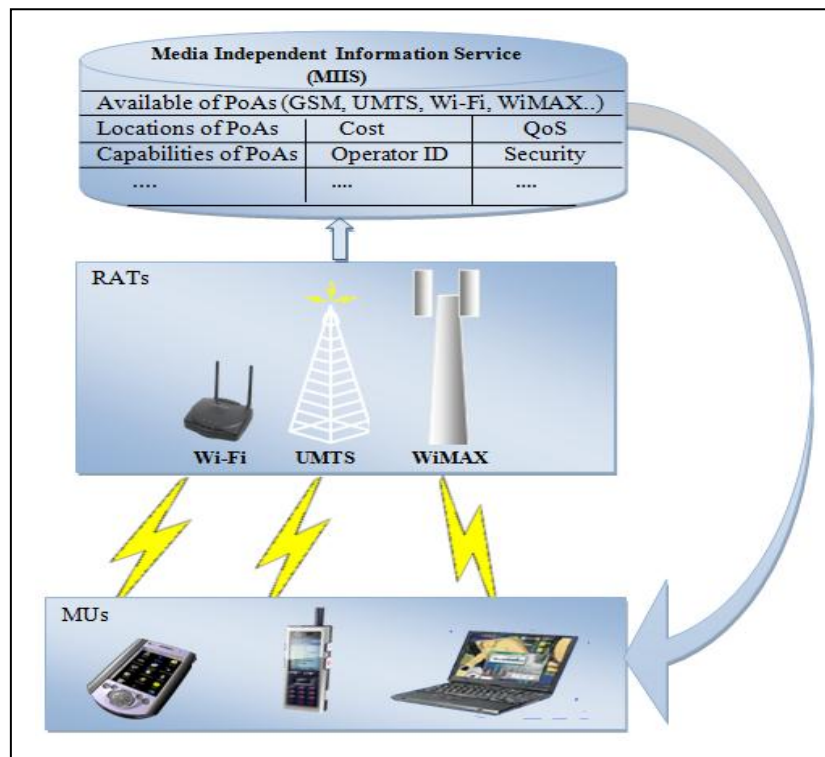 Media Independent Information Service
(MIIS)
Available of PoAs (GSM, UMTS, Wi-Fi, WiMAX..)
Locations of PoAs Cost QoS
Capabilities of PoAs Operator ID Security
.... .... ....
RATs
Wi-Fi UMTS WiMAX
MUs